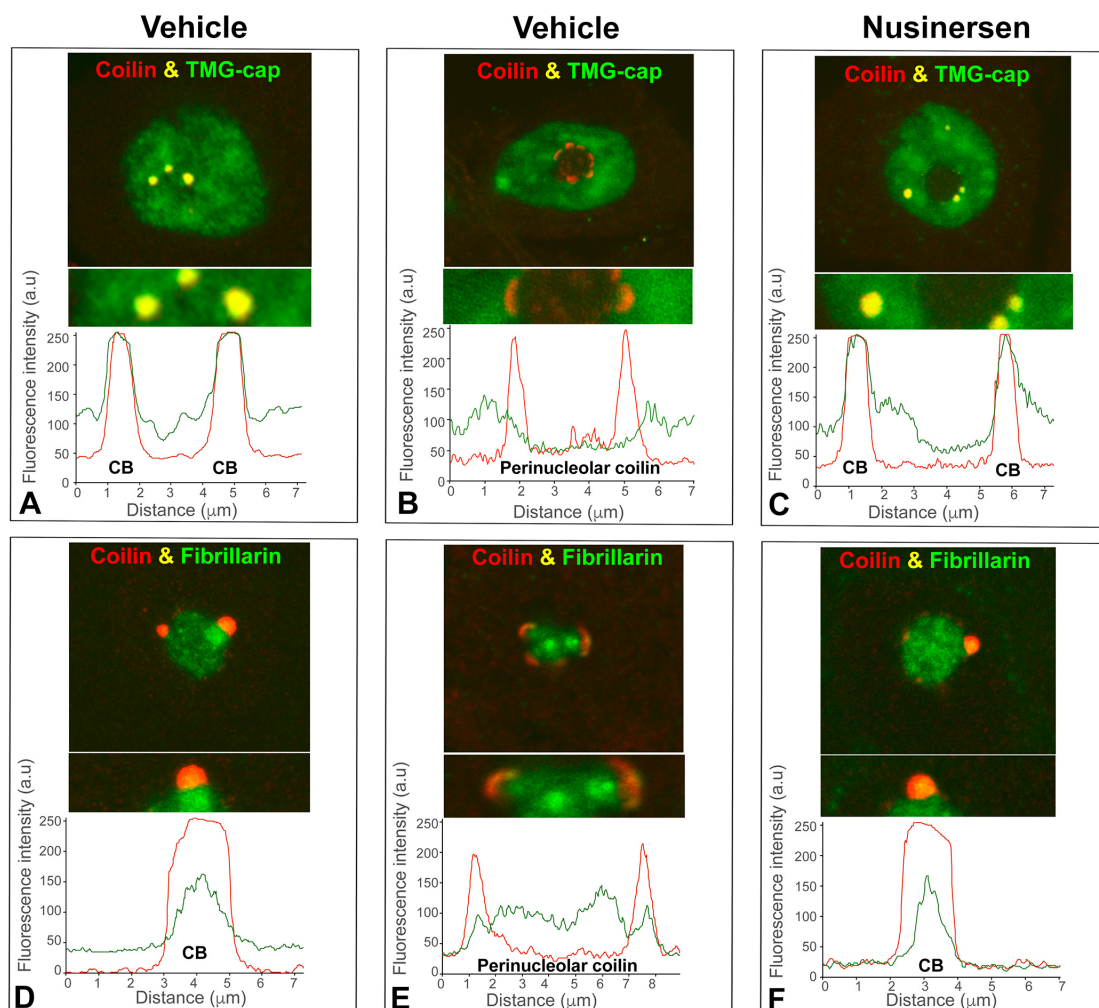 Vehicle
Vehicle
Nusinersen
Coilin & TMG-cap
Fluorescence intensity (a.u)
250
200
150
100
50
0
CB
CB
0 1 2 3 4 5 6 7
Distance (μm)
A
Coilin & TMG-cap
Fluorescence intensity (a.u)
250
200
150
100
50
0
Perinucleolar coilin
0 1 2 3 4 5 6 7
Distance (μm)
B
Coilin & TMG-cap
Fluorescence intensity (a.u)
250
200
150
100
50
0
CB
CB
0 1 2 3 4 5 6 7
Distance (μm)
C
Coilin & Fibrillarin
Fluorescence intensity (a.u)
250
200
150
100
50
0
CB
0 1 2 3 4 5 6 7
Distance (μm)
D
Coilin & Fibrillarin
Fluorescence intensity (a.u)
250
200
150
100
50
0
Perinucleolar coilin
0 1 2 3 4 5 6 7 8
Distance (μm)
E
Coilin & Fibrillarin
Fluorescence intensity (a.u)
250
200
150
100
50
0
CB
0 1 2 3 4 5 6 7
Distance (μm)
F